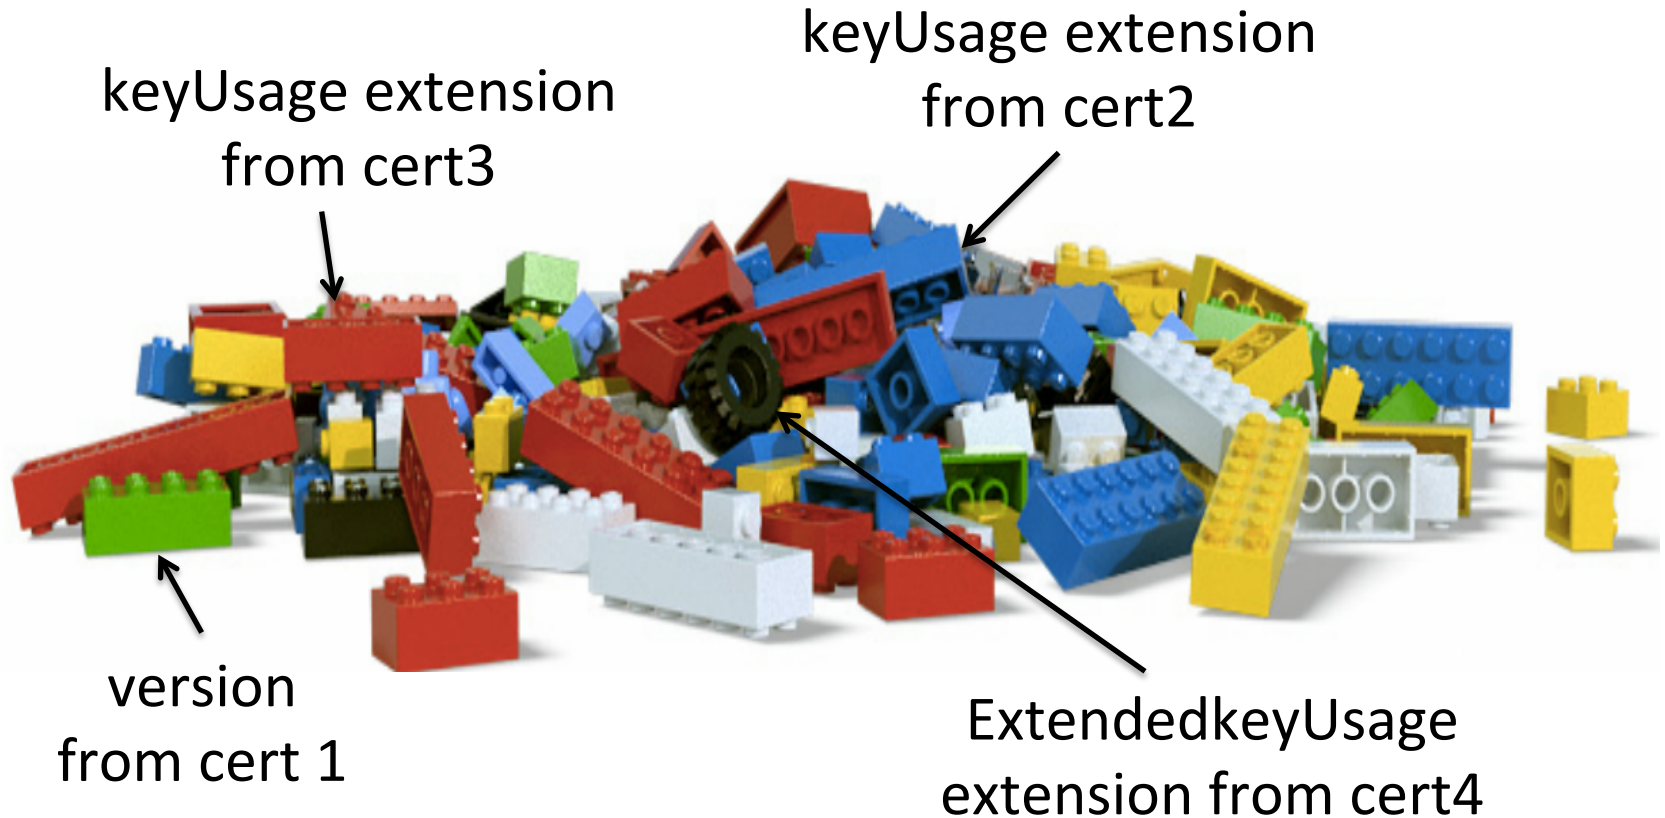 keyUsage extension
from cert3
keyUsage extension
from cert2
version
from cert 1
ExtendedkeyUsage
extension from cert4